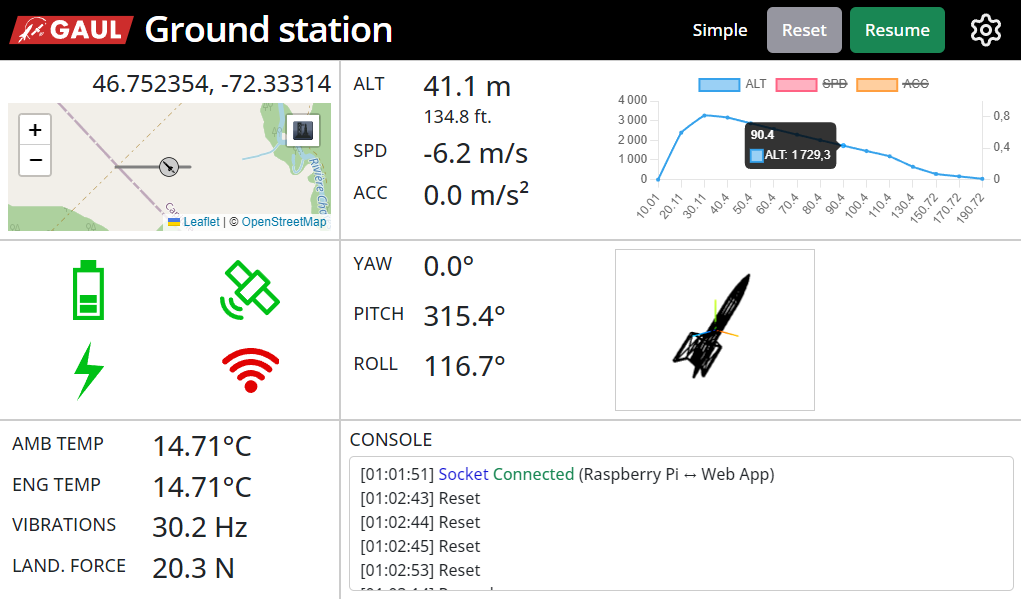 GAUL Ground station
Simple Reset Resume
46.752354, -72.33314
+
−
Rivière Ch
Ca
Leaflet | © OpenStreetMap
ALT 41.1 m
134.8 ft.
SPD -6.2 m/s
ACC 0.0 m/s²
ALT SPD ACC
4 000
3 000
2 000
1 000
0
0,8
0,4
0
90.4
ALT: 1 729,3
10.01 20.11 30.11 40.4 50.4 60.4 70.4 80.4 90.4 100.4 110.4 130.4 150.72 170.72 190.72
YAW 0.0°
PITCH 315.4°
ROLL 116.7°
AMB TEMP 14.71°C
ENG TEMP 14.71°C
VIBRATIONS 30.2 Hz
LAND. FORCE 20.3 N
CONSOLE
[01:01:51] Socket Connected (Raspberry Pi ↔ Web App)
[01:02:43] Reset
[01:02:44] Reset
[01:02:45] Reset
[01:02:53] Reset